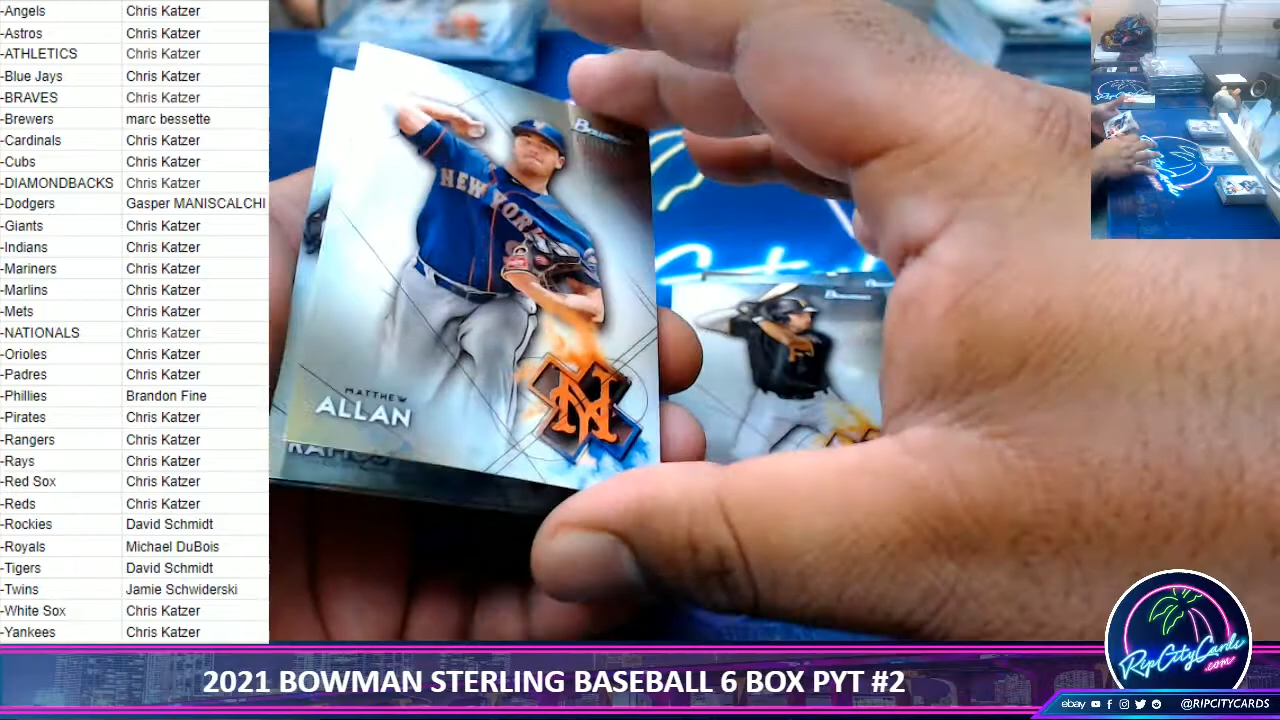 -Angels Chris Katzer
-Astros Chris Katzer
-ATHLETICS Chris Katzer
-Blue Jays Chris Katzer
-BRAVES Chris Katzer
-Brewers marc bessette
-Cardinals Chris Katzer
-Cubs Chris Katzer
-DIAMONDBACKS Chris Katzer
-Dodgers Gasper MANISCALCHI
-Giants Chris Katzer
-Indians Chris Katzer
-Mariners Chris Katzer
-Marlins Chris Katzer
-Mets Chris Katzer
-NATIONALS Chris Katzer
-Orioles Chris Katzer
-Padres Chris Katzer
-Phillies Brandon Fine
-Pirates Chris Katzer
-Rangers Chris Katzer
-Rays Chris Katzer
-Red Sox Chris Katzer
-Reds Chris Katzer
-Rockies David Schmidt
-Royals Michael DuBois
-Tigers David Schmidt
-Twins Jamie Schwiderski
-White Sox Chris Katzer
-Yankees Chris Katzer
Bowman
NEW YORK
MATTHEW
ALLAN
NY
RAMOS
P
RipCityCards
.com
2021 BOWMAN STERLING BASEBALL 6 BOX PYT #2
ebay @RIPCITYCARDS